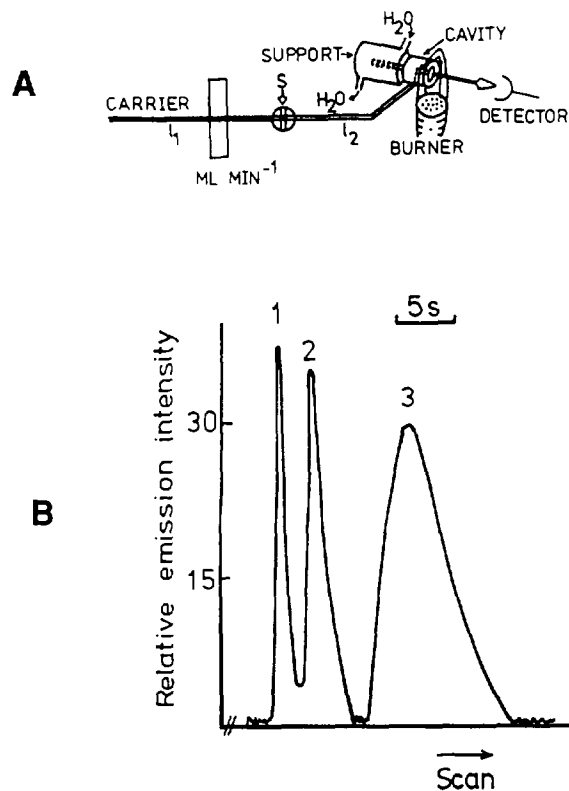 A
H₂O
CAVITY
SUPPORT
S
H₂O
CARRIER
l₁
l₂
DETECTOR
BURNER
ML MIN⁻¹
B
Relative emission intensity
30
15
1
2
3
5s
Scan